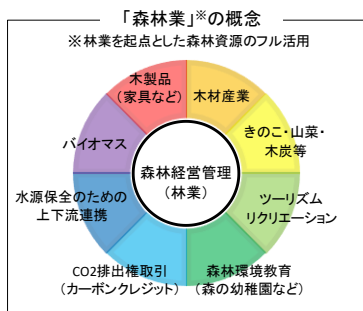 「森林業」※の概念
※林業を起点とした森林資源のフル活用
木製品
（家具など）
木材産業
きのこ・山菜・
木炭等
ツーリズム
リクリエーション
森林環境教育
（森の幼稚園など）
CO2排出権取引
（カーボンクレジット）
水源保全のための
上下流連携
バイオマス
森林経営管理
（林業）